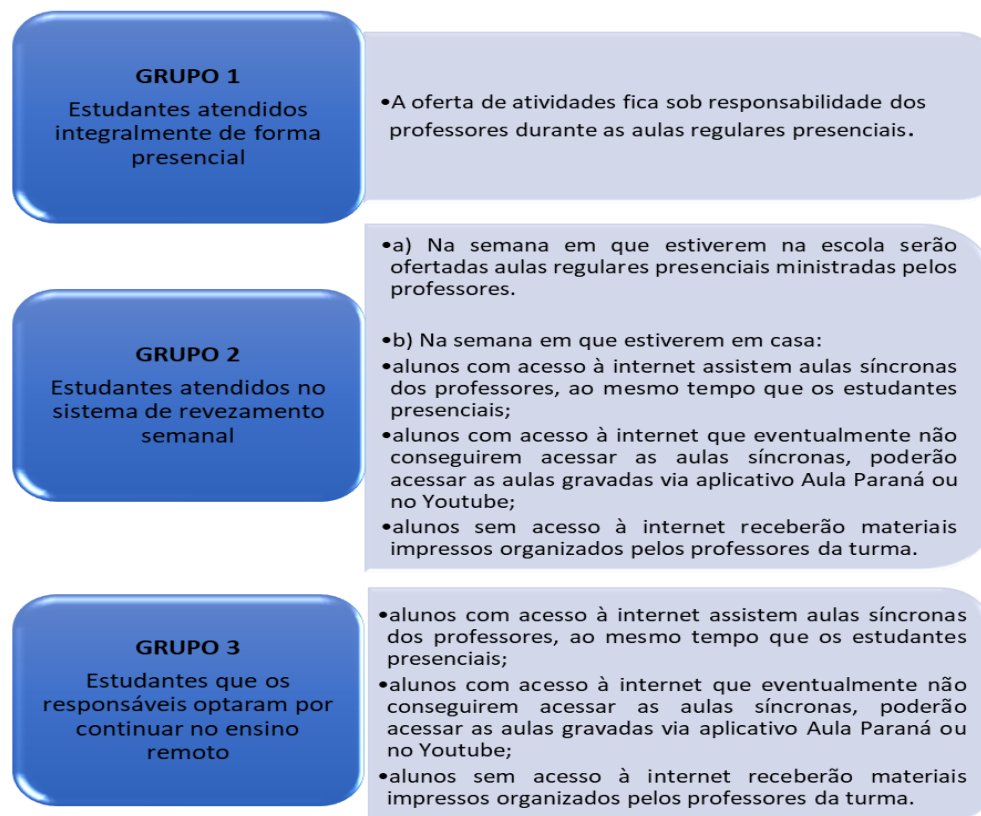 GRUPO 1
Estudantes atendidos
integralmente de forma
presencial
•A oferta de atividades fica sob responsabilidade dos
professores durante as aulas regulares presenciais.
GRUPO 2
Estudantes atendidos no
sistema de revezamento
semanal
•a) Na semana em que estiverem na escola serão
ofertadas aulas regulares presenciais ministradas pelos
professores.
•b) Na semana em que estiverem em casa:
•alunos com acesso à internet assistem aulas síncronas
dos professores, ao mesmo tempo que os estudantes
presenciais;
•alunos com acesso à internet que eventualmente não
conseguirem acessar as aulas síncronas, poderão
acessar as aulas gravadas via aplicativo Aula Paraná ou
no Youtube;
•alunos sem acesso à internet receberão materiais
impressos organizados pelos professores da turma.
GRUPO 3
Estudantes que os
responsáveis optaram por
continuar no ensino
remoto
•alunos com acesso à internet assistem aulas síncronas
dos professores, ao mesmo tempo que os estudantes
presenciais;
•alunos com acesso à internet que eventualmente não
conseguirem acessar as aulas síncronas, poderão
acessar as aulas gravadas via aplicativo Aula Paraná ou
no Youtube;
•alunos sem acesso à internet receberão materiais
impressos organizados pelos professores da turma.